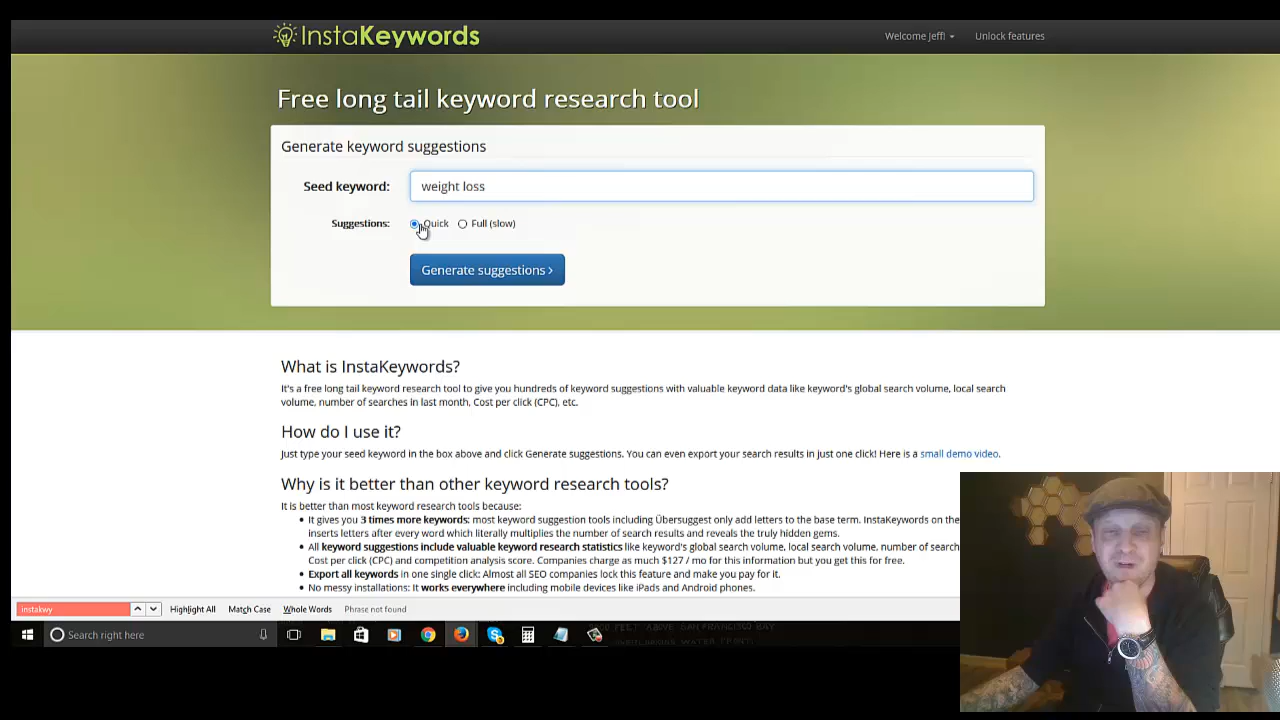 InstaKeywords
Welcome Jeff!
Unlock features
Free long tail keyword research tool
Generate keyword suggestions
Seed keyword:
weight loss
Suggestions:
Quick
Full (slow)
Generate suggestions ›
What is InstaKeywords?
It's a free long tail keyword research tool to give you hundreds of keyword suggestions with valuable keyword data like keyword's global search volume, local search
volume, number of searches in last month, Cost per click (CPC), etc.
How do I use it?
Just type your seed keyword in the box above and click Generate suggestions. You can even export your search results in just one click! Here is a small demo video.
Why is it better than other keyword research tools?
It is better than most keyword research tools because:
• It gives you 3 times more keywords: most keyword suggestion tools including Übersuggest only add letters to the base term. InstaKeywords on the
inserts letters after every word which literally multiplies the number of search results and reveals the truly hidden gems.
• All keyword suggestions include valuable keyword research statistics like keyword's global search volume, local search volume, number of search
Cost per click (CPC) and competition analysis score. Companies charge as much $127 / mo for this information but you get this for free.
• Export all keywords in one single click: Almost all SEO companies lock this feature and make you pay for it.
• No messy installations: It works everywhere including mobile devices like iPads and Android phones.
instakwy
Highlight All
Match Case
Whole Words
Phrase not found
Search right here
FEET ABOVE SAN FRANCISCO BAY